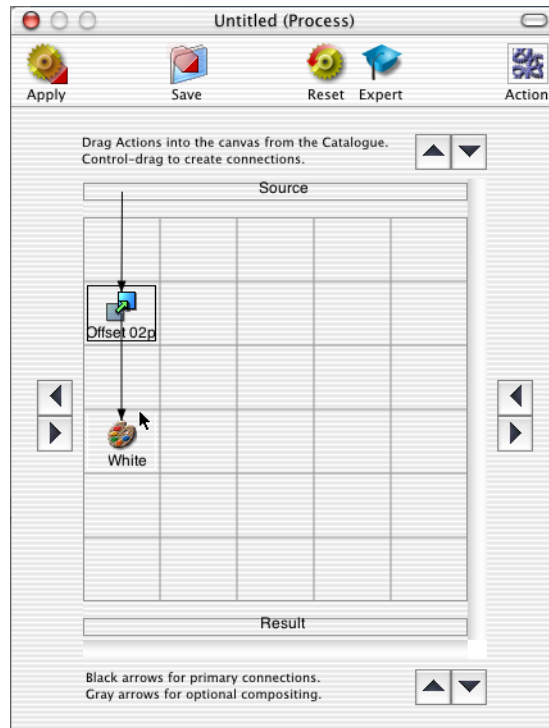 Untitled (Process)
Apply
Save
Reset
Expert
Action
Drag Actions into the canvas from the Catalogue.
Control-drag to create connections.
Source
Offset 02p
White
Result
Black arrows for primary connections.
Gray arrows for optional compositing.